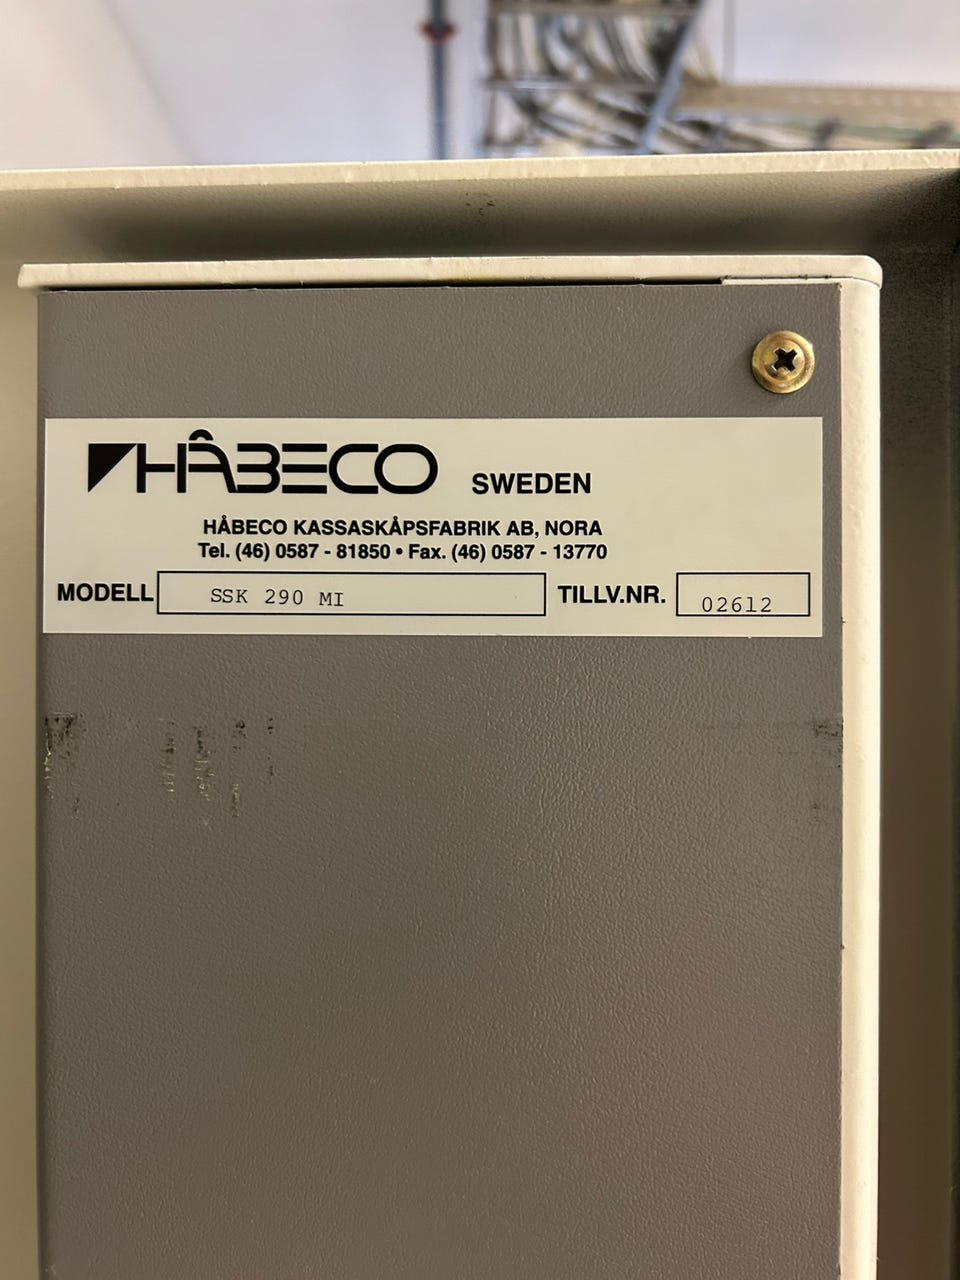 HÅBECO SWEDEN
HÅBECO KASSASKÅPSFABRIK AB, NORA
Tel. (46) 0587 - 81850 • Fax. (46) 0587 - 13770
MODELL SSK 290 MI TILLV.NR. 02612